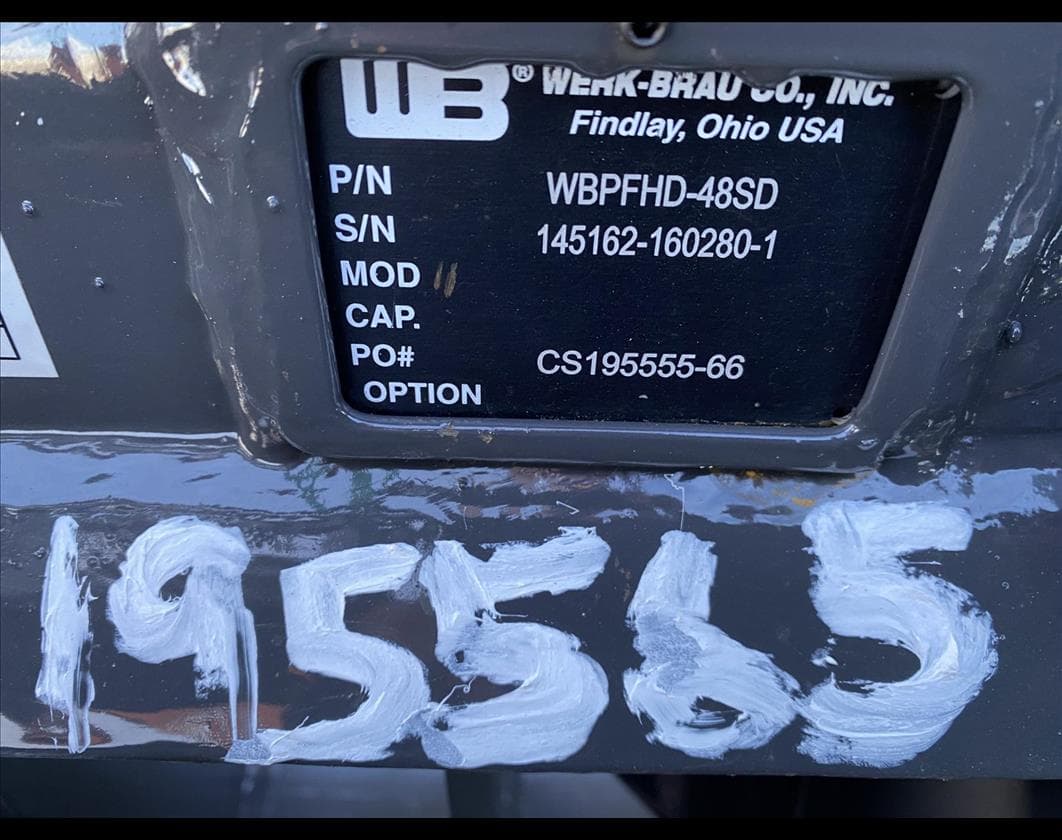 WB® WERK-BRAU CO., INC.
Findlay, Ohio USA
P/N WBPFHD-48SD
S/N 145162-160280-1
MOD
CAP.
PO# CS195555-66
OPTION
195565